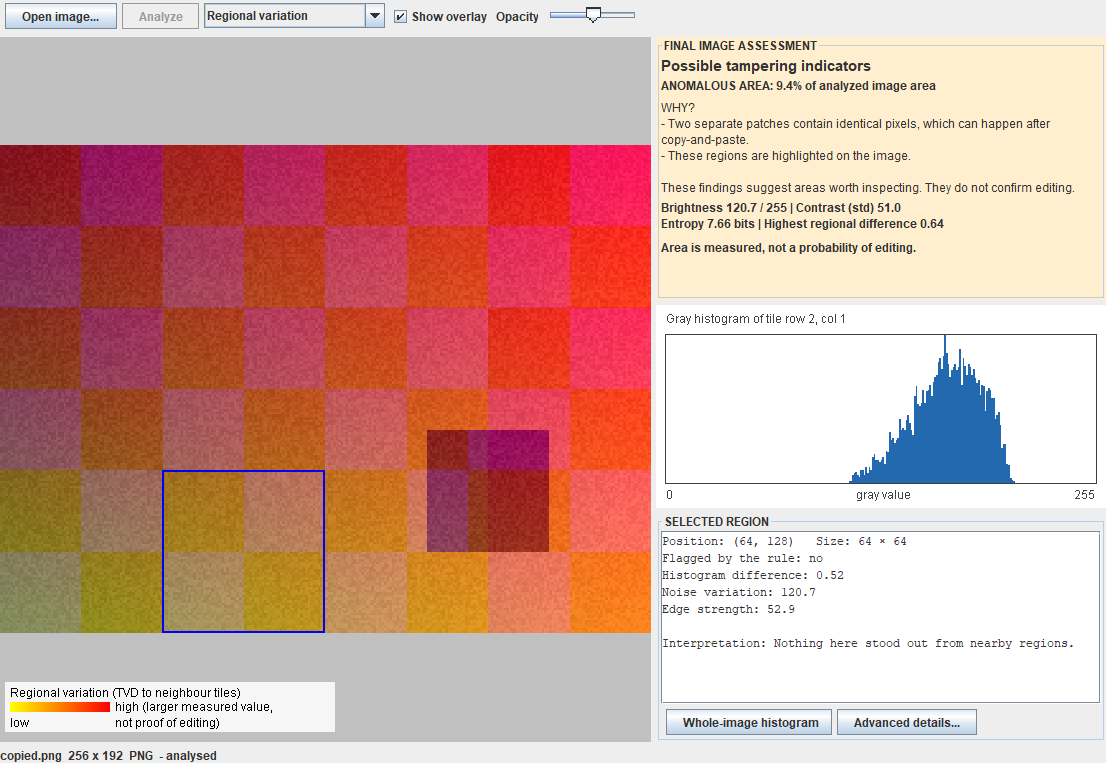 Open image...
Analyze
Regional variation
Show overlay
Opacity
FINAL IMAGE ASSESSMENT
Possible tampering indicators
ANOMALOUS AREA: 9.4% of analyzed image area
WHY?
- Two separate patches contain identical pixels, which can happen after
copy-and-paste.
- These regions are highlighted on the image.
These findings suggest areas worth inspecting. They do not confirm editing.
Brightness 120.7 / 255 | Contrast (std) 51.0
Entropy 7.66 bits | Highest regional difference 0.64
Area is measured, not a probability of editing.
Gray histogram of tile row 2, col 1
0 gray value 255
SELECTED REGION
Position: (64, 128)   Size: 64 × 64
Flagged by the rule: no
Histogram difference: 0.52
Noise variation: 120.7
Edge strength: 52.9
Interpretation: Nothing here stood out from nearby regions.
Whole-image histogram
Advanced details...
Regional variation (TVD to neighbour tiles)
high (larger measured value,
low
not proof of editing)
copied.png  256 x 192  PNG  - analysed